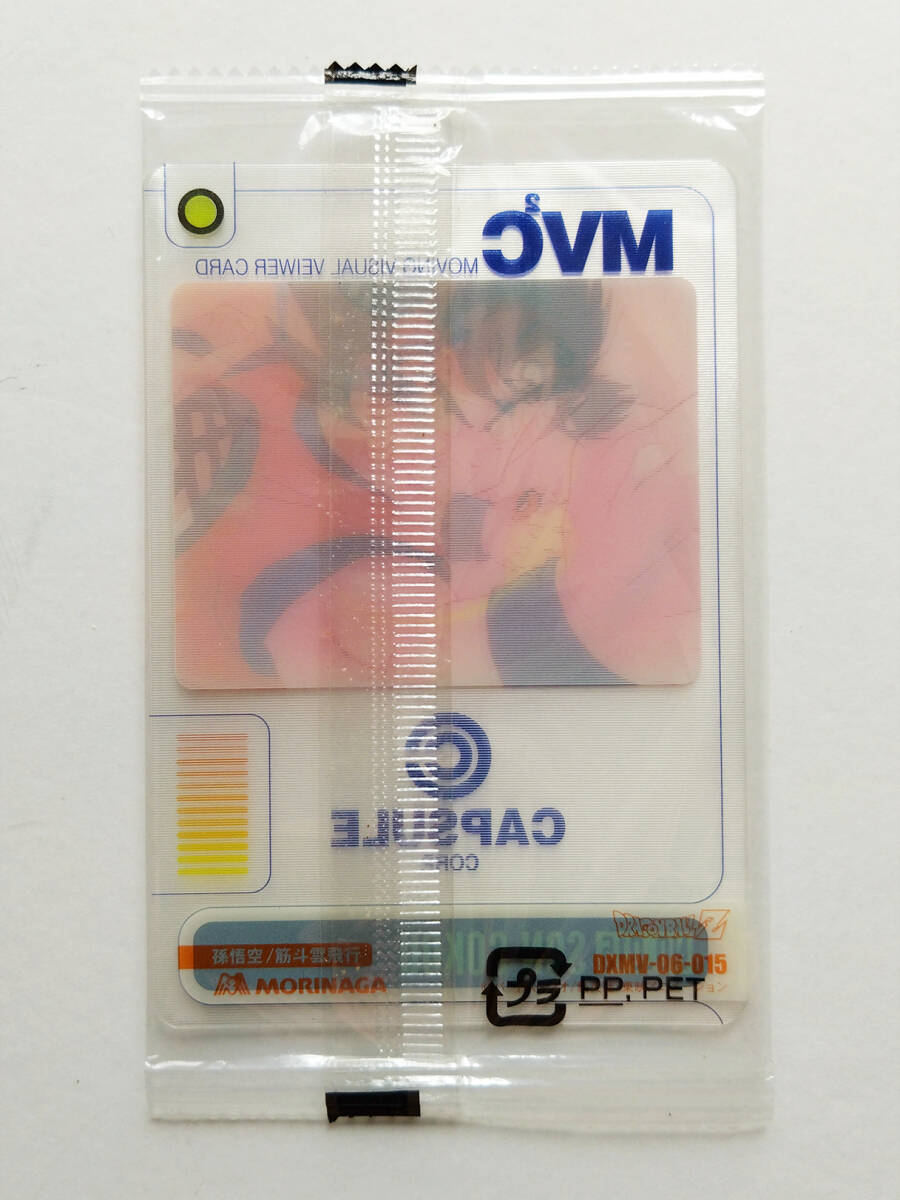 MVC2
MOVING VISUAL VEIWER CARD
CAPSULE
CORP
DRAGONBALL Z
孫悟空/筋斗雲飛行
DXMV-06-015
MORINAGA
プラ
PP, PET